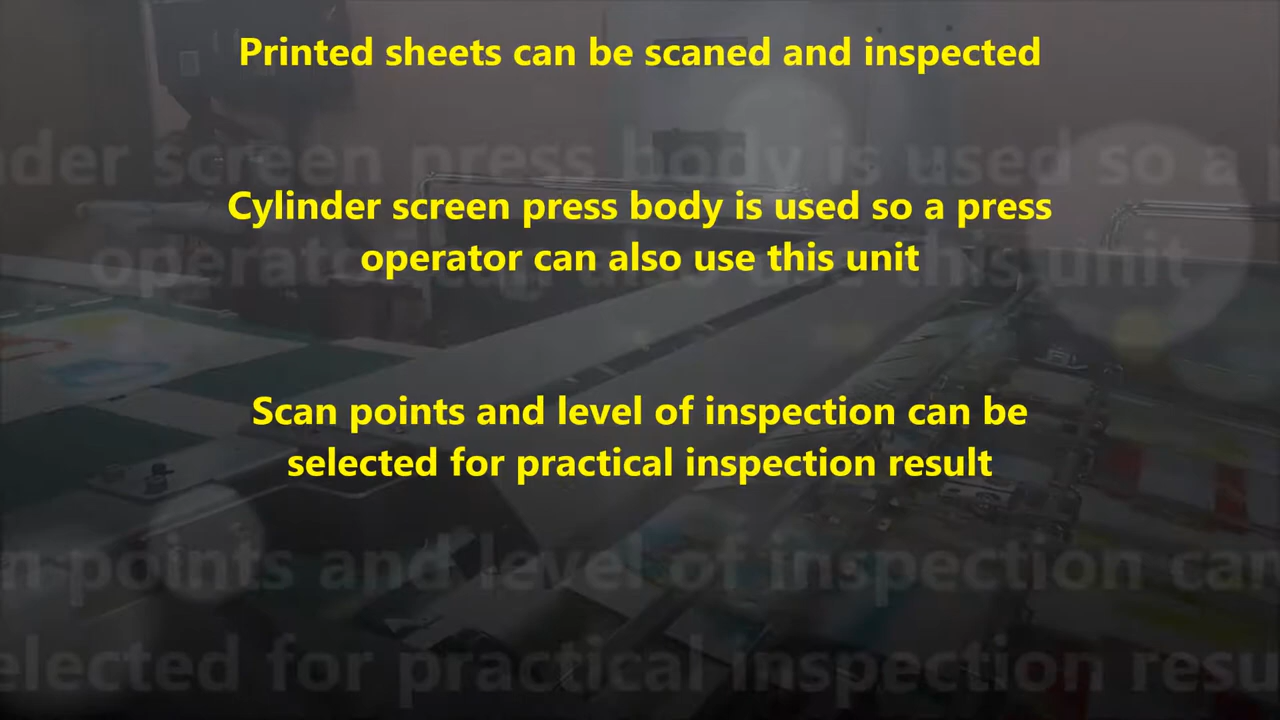 Printed sheets can be scaned and inspected
Cylinder screen press body is used so a press
operator can also use this unit
Scan points and level of inspection can be
selected for practical inspection result